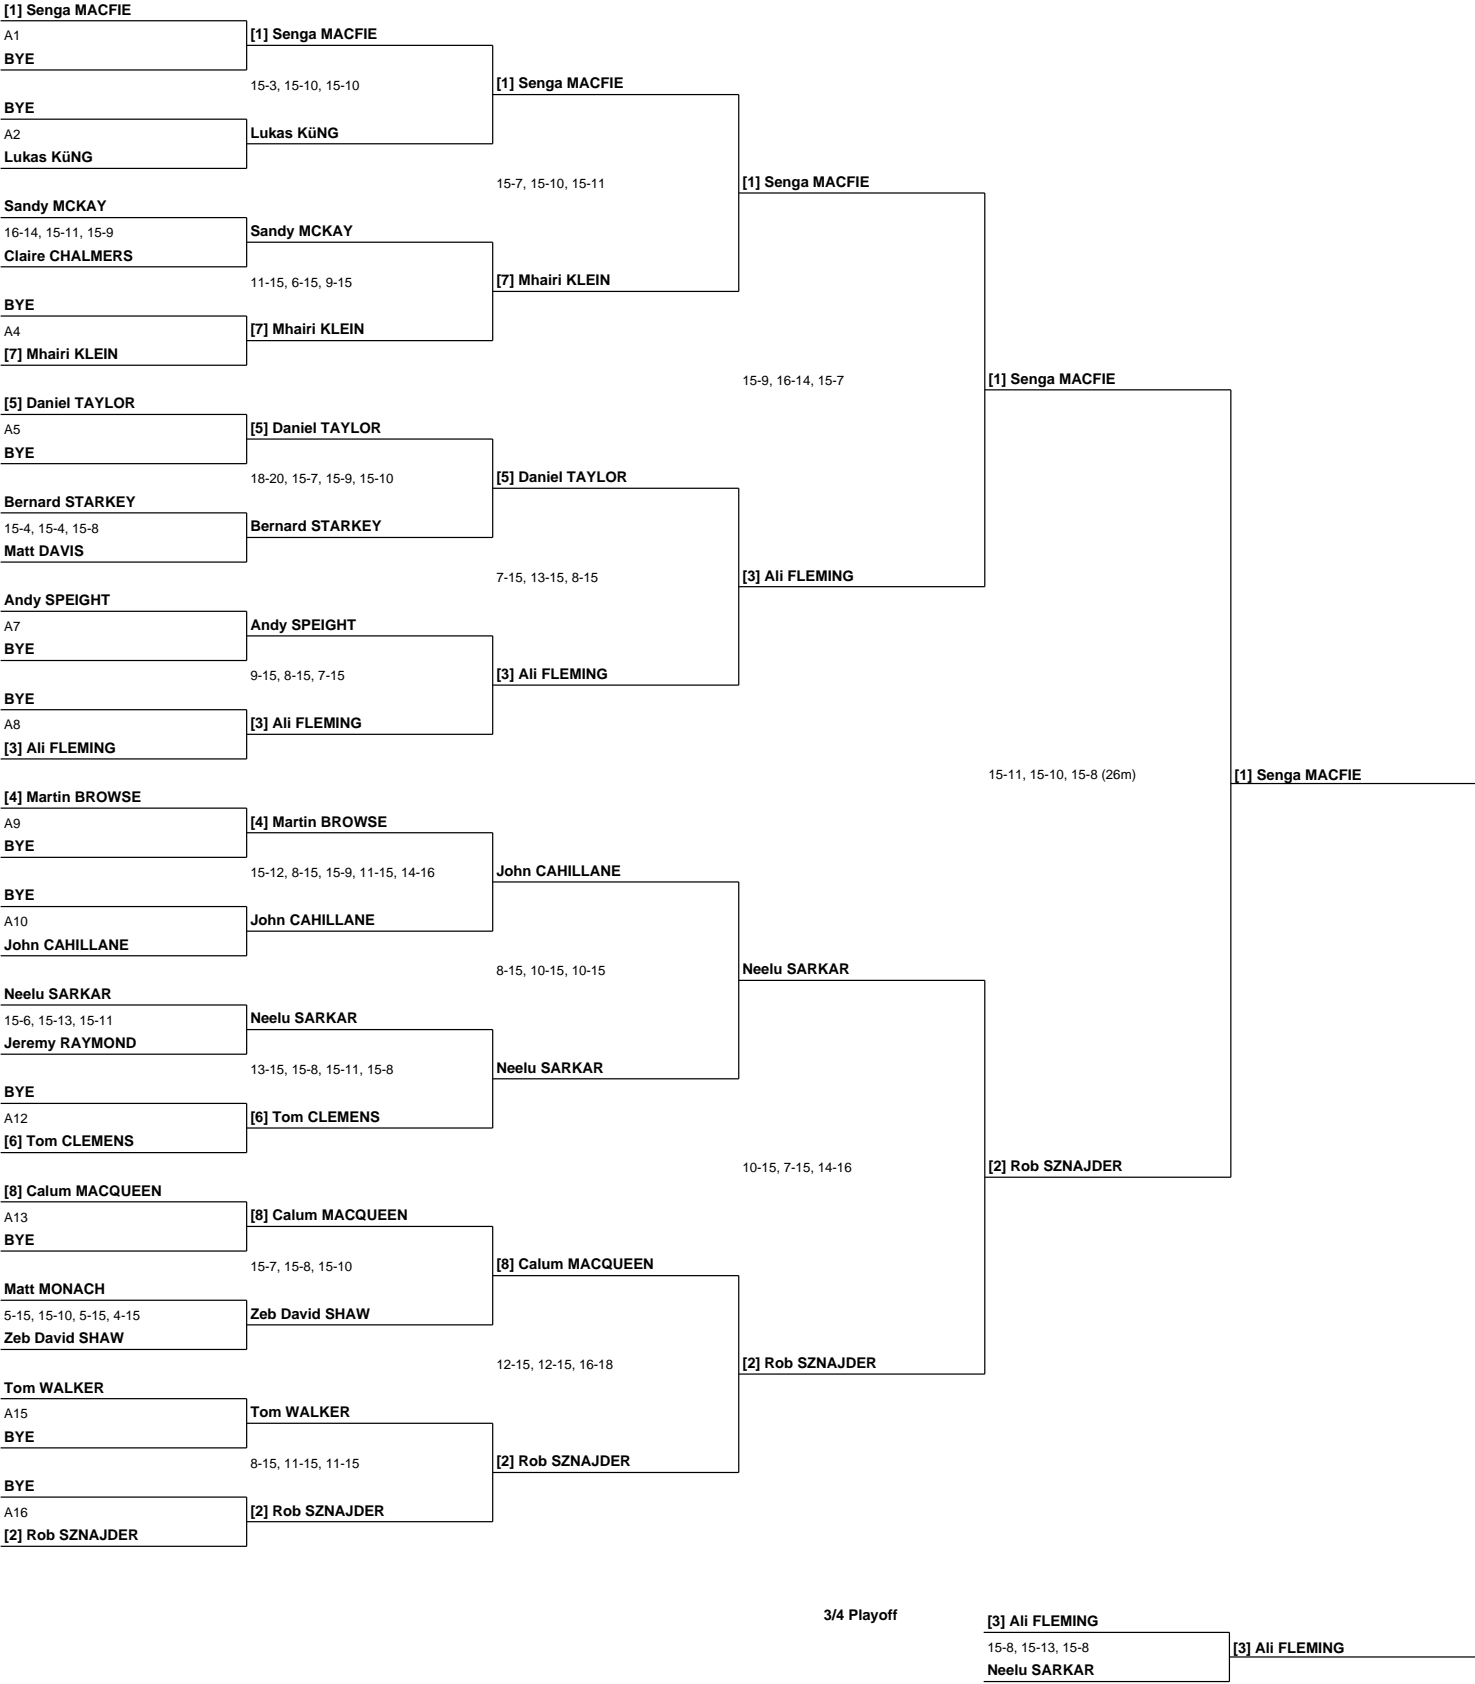 [1] Senga MACFIE
A1
BYE
BYE
A2
Lukas KüNG
Sandy MCKAY
16-14, 15-11, 15-9
Claire CHALMERS
BYE
A4
[7] Mhairi KLEIN
[5] Daniel TAYLOR
A5
BYE
Bernard STARKEY
15-4, 15-4, 15-8
Matt DAVIS
Andy SPEIGHT
A7
BYE
BYE
A8
[3] Ali FLEMING
[4] Martin BROWSE
A9
BYE
BYE
A10
John CAHILLANE
Neelu SARKAR
15-6, 15-13, 15-11
Jeremy RAYMOND
BYE
A12
[6] Tom CLEMENS
[8] Calum MACQUEEN
A13
BYE
Matt MONACH
5-15, 15-10, 5-15, 4-15
Zeb David SHAW
Tom WALKER
A15
BYE
BYE
A16
[2] Rob SZNAJDER
[1] Senga MACFIE
15-3, 15-10, 15-10
Lukas KüNG
Sandy MCKAY
11-15, 6-15, 9-15
[7] Mhairi KLEIN
[5] Daniel TAYLOR
18-20, 15-7, 15-9, 15-10
Bernard STARKEY
Andy SPEIGHT
9-15, 8-15, 7-15
[3] Ali FLEMING
[4] Martin BROWSE
15-12, 8-15, 15-9, 11-15, 14-16
John CAHILLANE
Neelu SARKAR
13-15, 15-8, 15-11, 15-8
[6] Tom CLEMENS
[8] Calum MACQUEEN
15-7, 15-8, 15-10
Zeb David SHAW
Tom WALKER
8-15, 11-15, 11-15
[2] Rob SZNAJDER
[1] Senga MACFIE
15-7, 15-10, 15-11
[7] Mhairi KLEIN
[5] Daniel TAYLOR
7-15, 13-15, 8-15
[3] Ali FLEMING
John CAHILLANE
8-15, 10-15, 10-15
Neelu SARKAR
[8] Calum MACQUEEN
12-15, 12-15, 16-18
[2] Rob SZNAJDER
[1] Senga MACFIE
15-9, 16-14, 15-7
[3] Ali FLEMING
Neelu SARKAR
10-15, 7-15, 14-16
[2] Rob SZNAJDER
[1] Senga MACFIE
15-11, 15-10, 15-8 (26m)
[2] Rob SZNAJDER
[1] Senga MACFIE
3/4 Playoff
[3] Ali FLEMING
15-8, 15-13, 15-8
Neelu SARKAR
[3] Ali FLEMING